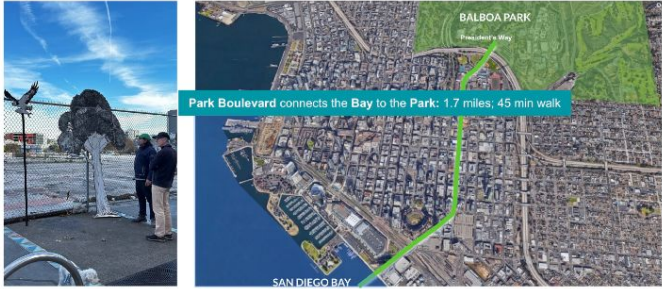 BALBOA PARK
President's Way
Park Boulevard connects the Bay to the Park: 1.7 miles; 45 min walk
SAN DIEGO BAY